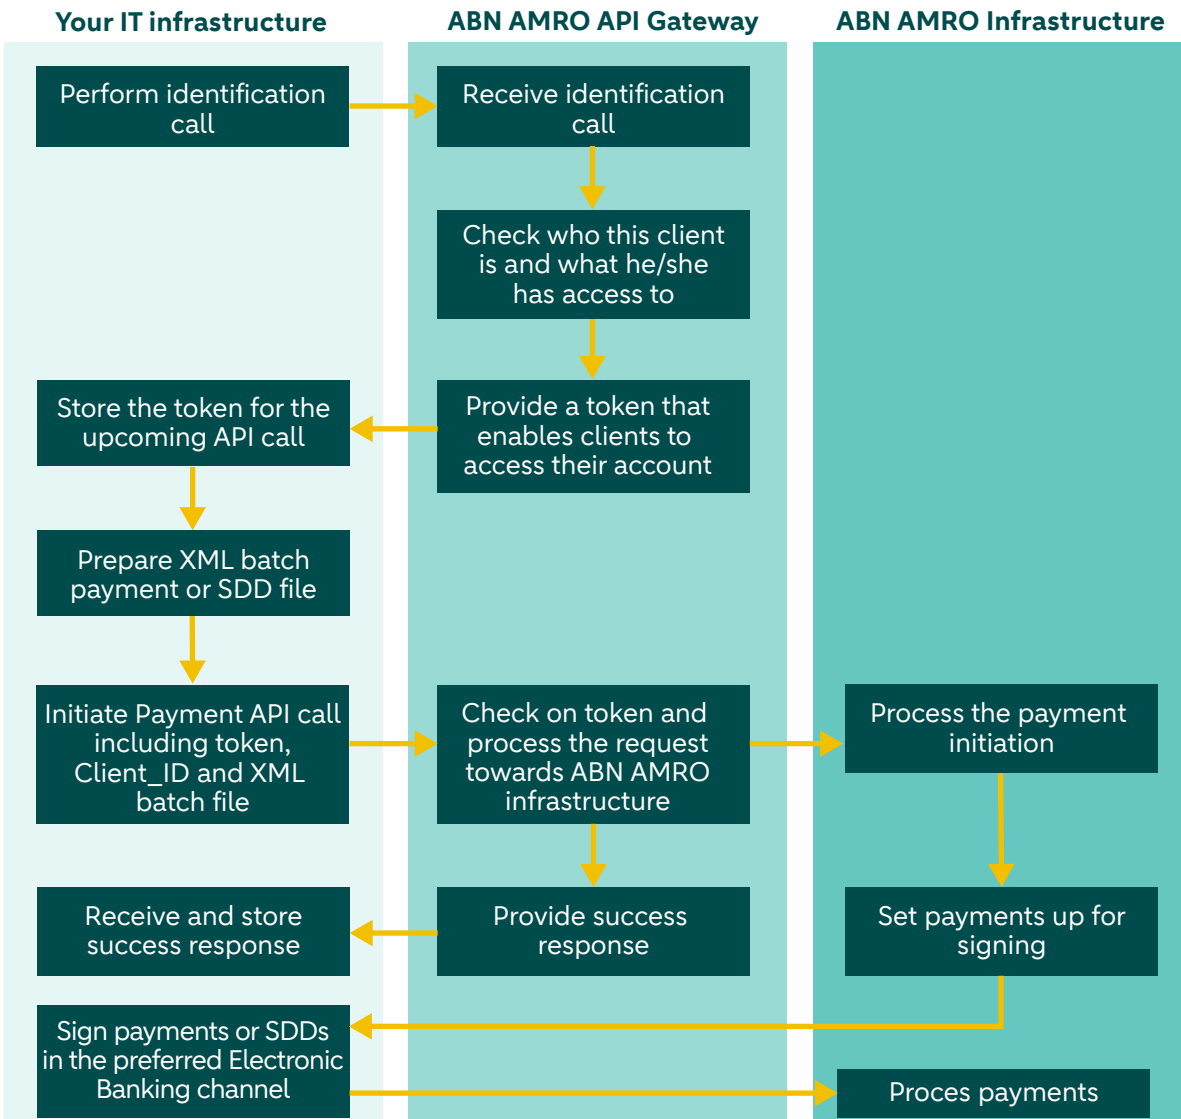 Your IT infrastructure
ABN AMRO API Gateway
ABN AMRO Infrastructure
Perform identification
call
Receive identification
call
Check who this client
is and what he/she
has access to
Store the token for the
upcoming API call
Provide a token that
enables clients to
access their account
Prepare XML batch
payment or SDD file
Initiate Payment API call
including token,
Client_ID and XML
batch file
Check on token and
process the request
towards ABN AMRO
infrastructure
Process the payment
initiation
Receive and store
success response
Provide success
response
Set payments up for
signing
Sign payments or SDDs
in the preferred Electronic
Banking channel
Proces payments